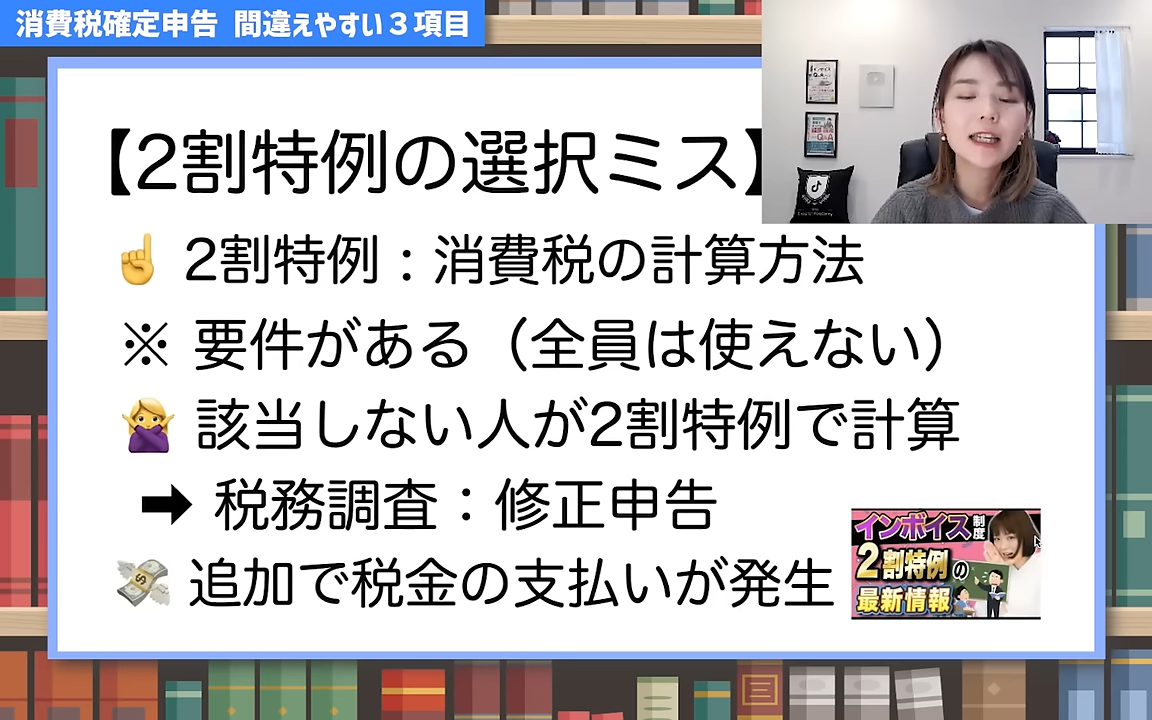 消費税確定申告 間違えやすい３項目
【2割特例の選択ミス】
☝ 2割特例：消費税の計算方法
※ 要件がある（全員は使えない）
🙅 該当しない人が2割特例で計算
➡ 税務調査：修正申告
💸 追加で税金の支払いが発生
インボイス制度
2割特例の
最新情報
Q&A